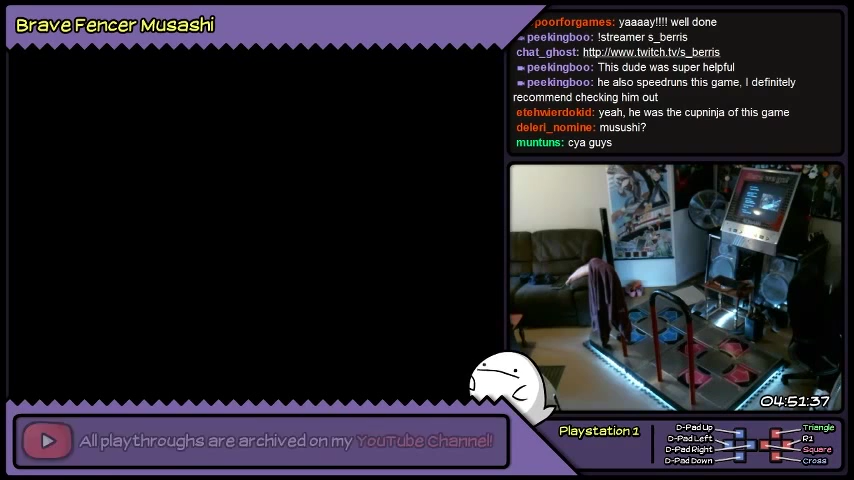 Brave Fencer Musashi
poorforgames: yaaaay!!!! well done
peekingboo: !streamer s_berris
chat_ghost: http://www.twitch.tv/s_berris
peekingboo: This dude was super helpful
peekingboo: he also speedruns this game, I definitely
recommend checking him out
etehwierdokid: yeah, he was the cupninja of this game
deleri_nomine: musushi?
muntuns: cya guys
04:51:37
All playthroughs are archived on my YouTube Channel!
Playstation 1
D-Pad Up
D-Pad Left
D-Pad Right
D-Pad Down
Triangle
R1
Square
Cross